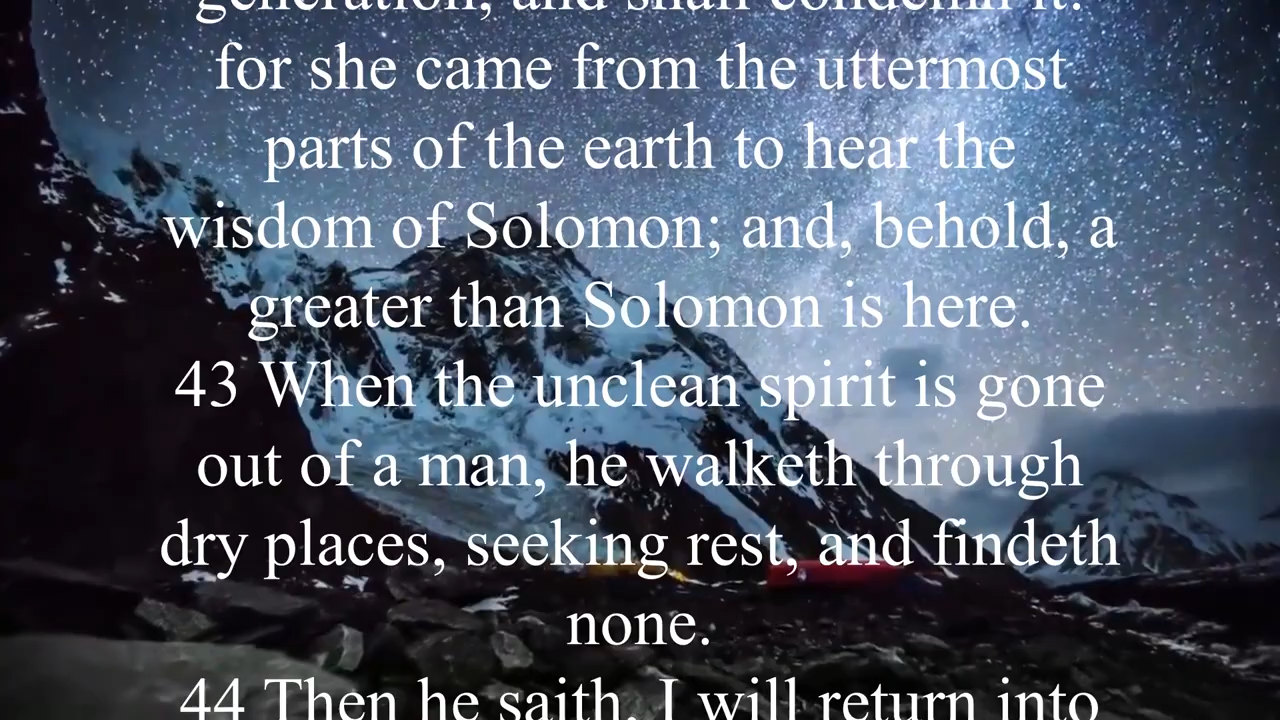 generation, and shall condemn it:
for she came from the uttermost
parts of the earth to hear the
wisdom of Solomon; and, behold, a
greater than Solomon is here.
43 When the unclean spirit is gone
out of a man, he walketh through
dry places, seeking rest, and findeth
none.
44 Then he saith, I will return into